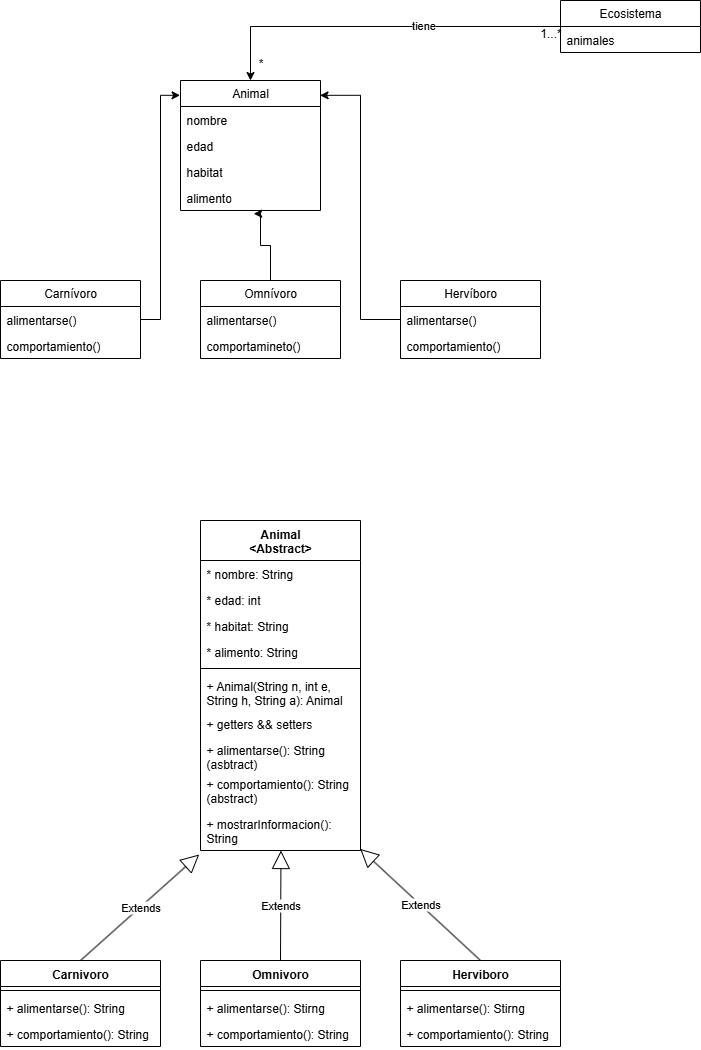 Ecosistema
tiene
1...*
animales
*
Animal
nombre
edad
habitat
alimento
Carnívoro
Omnívoro
Hervíboro
alimentarse()
alimentarse()
alimentarse()
comportamiento()
comportamineto()
comportamiento()
Animal
<Abstract>
* nombre: String
* edad: int
* habitat: String
* alimento: String
+ Animal(String n, int e,
String h, String a): Animal
+ getters && setters
+ alimentarse(): String
(asbtract)
+ comportamiento(): String
(abstract)
+ mostrarInformacion():
String
Extends
Extends
Extends
Carnivoro
Omnivoro
Herviboro
+ alimentarse(): String
+ alimentarse(): Stirng
+ alimentarse(): Stirng
+ comportamiento(): String
+ comportamiento(): String
+ comportamiento(): String